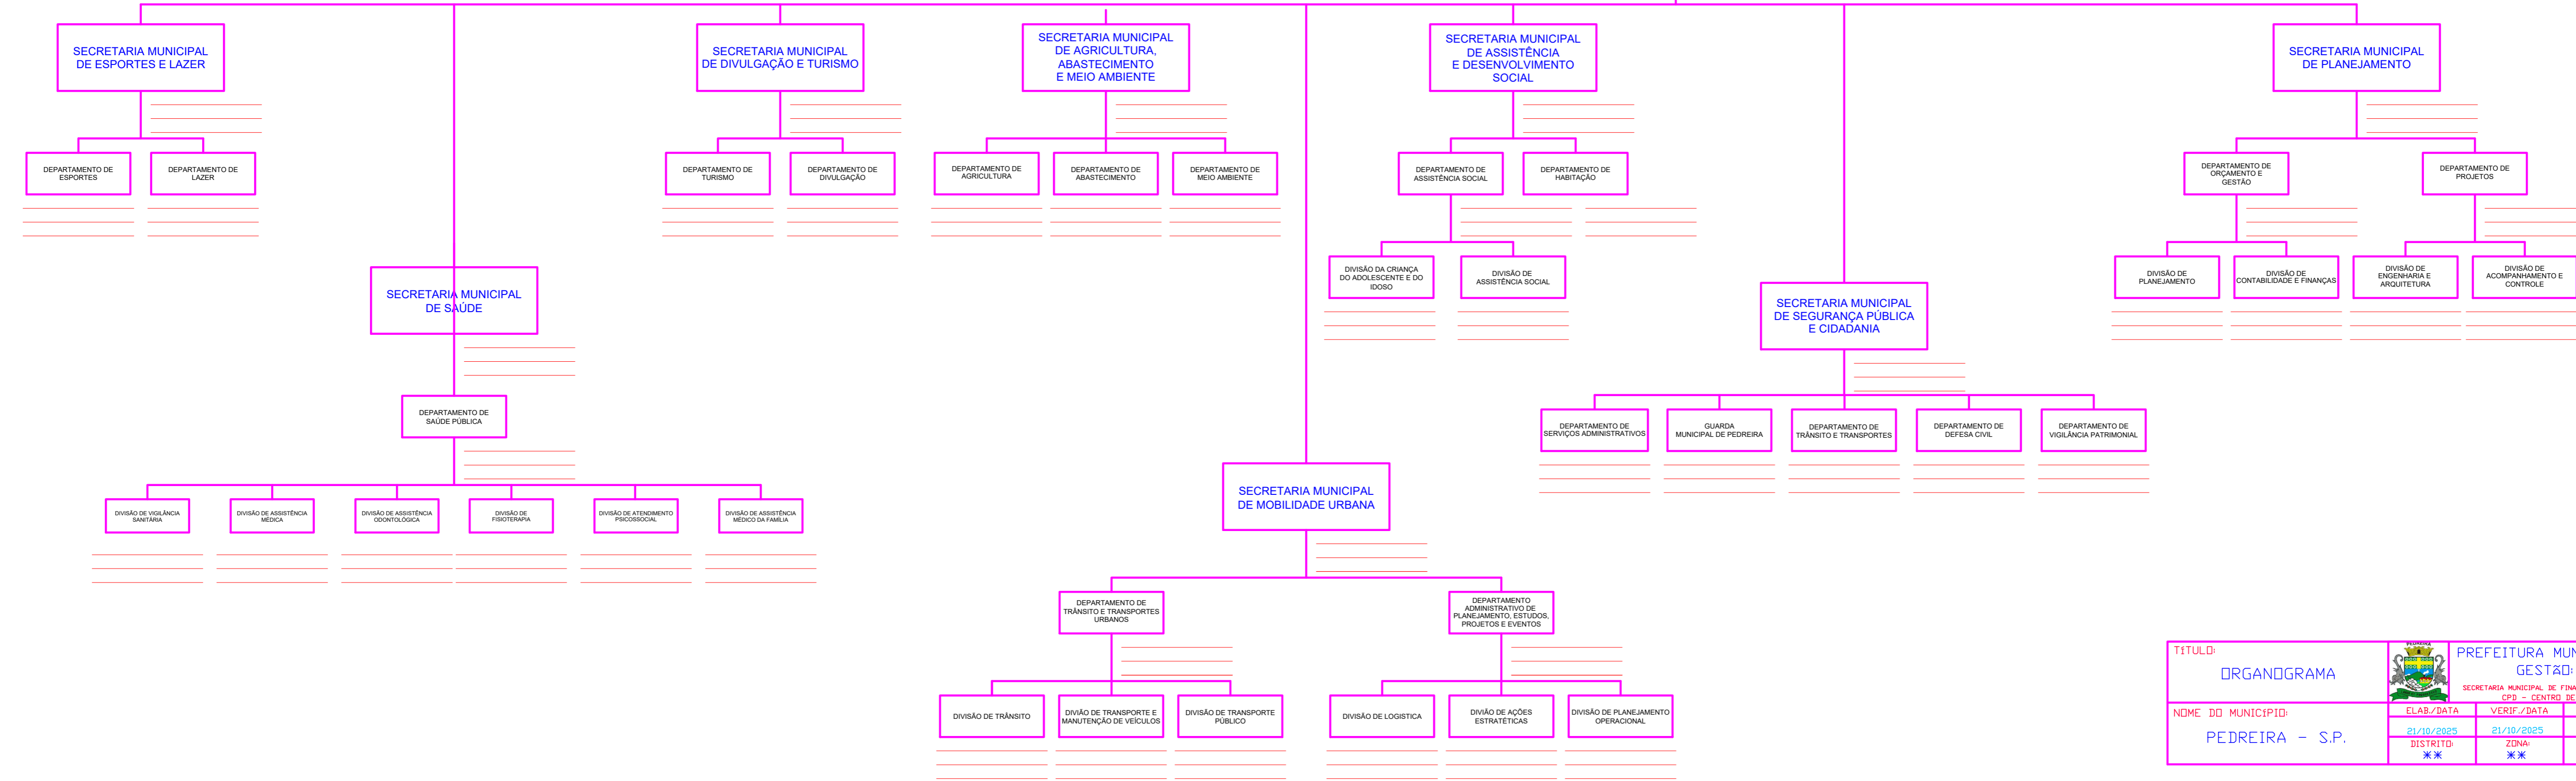 SECRETARIA MUNICIPAL
DE ESPORTES E LAZER
SECRETARIA MUNICIPAL
DE DIVULGAÇÃO E TURISMO
SECRETARIA MUNICIPAL
DE AGRICULTURA,
ABASTECIMENTO
E MEIO AMBIENTE
SECRETARIA MUNICIPAL
DE ASSISTÊNCIA
E DESENVOLVIMENTO
SOCIAL
SECRETARIA MUNICIPAL
DE PLANEJAMENTO
DEPARTAMENTO DE
ESPORTES
DEPARTAMENTO DE
LAZER
DEPARTAMENTO DE
TURISMO
DEPARTAMENTO DE
DIVULGAÇÃO
DEPARTAMENTO DE
AGRICULTURA
DEPARTAMENTO DE
ABASTECIMENTO
DEPARTAMENTO DE
MEIO AMBIENTE
DEPARTAMENTO DE
ASSISTÊNCIA SOCIAL
DEPARTAMENTO DE
HABITAÇÃO
DEPARTAMENTO DE
ORÇAMENTO E
GESTÃO
DEPARTAMENTO DE
PROJETOS
DIVISÃO DA CRIANÇA
DO ADOLESCENTE E DO
IDOSO
DIVISÃO DE
ASSISTÊNCIA SOCIAL
DIVISÃO DE
PLANEJAMENTO
DIVISÃO DE
CONTABILIDADE E FINANÇAS
DIVISÃO DE
ENGENHARIA E
ARQUITETURA
DIVISÃO DE
ACOMPANHAMENTO E
CONTROLE
SECRETARIA MUNICIPAL
DE SAÚDE
SECRETARIA MUNICIPAL
DE SEGURANÇA PÚBLICA
E CIDADANIA
DEPARTAMENTO DE
SAÚDE PÚBLICA
DEPARTAMENTO DE
SERVIÇOS ADMINISTRATIVOS
GUARDA
MUNICIPAL DE PEDREIRA
DEPARTAMENTO DE
TRÂNSITO E TRANSPORTES
DEPARTAMENTO DE
DEFESA CIVIL
DEPARTAMENTO DE
VIGILÂNCIA PATRIMONIAL
SECRETARIA MUNICIPAL
DE MOBILIDADE URBANA
DIVISÃO DE VIGILÂNCIA
SANITÁRIA
DIVISÃO DE ASSISTÊNCIA
MÉDICA
DIVISÃO DE ASSISTÊNCIA
ODONTOLÓGICA
DIVISÃO DE
FISIOTERAPIA
DIVISÃO DE ATENDIMENTO
PSICOSSOCIAL
DIVISÃO DE ASSISTÊNCIA
MÉDICO DA FAMÍLIA
DEPARTAMENTO DE
TRÂNSITO E TRANSPORTES
URBANOS
DEPARTAMENTO
ADMINISTRATIVO DE
PLANEJAMENTO, ESTUDOS,
PROJETOS E EVENTOS
DIVISÃO DE TRÂNSITO
DIVIÃO DE TRANSPORTE E
MANUTENÇÃO DE VEÍCULOS
DIVISÃO DE TRANSPORTE
PÚBLICO
DIVISÃO DE LOGISTICA
DIVIÃO DE AÇÕES
ESTRATÉTICAS
DIVISÃO DE PLANEJAMENTO
OPERACIONAL
TíTULO:
ORGANOGRAMA
PEDREIRA
PREFEITURA MUN
GESTãO:
SECRETARIA MUNICIPAL DE FINA
CPD - CENTRO DE
NOME DO MUNICíPIO:
PEDREIRA - S.P.
ELAB./DATA
VERIF./DATA
21/10/2025
21/10/2025
DISTRITO:
ZONA:
**
**